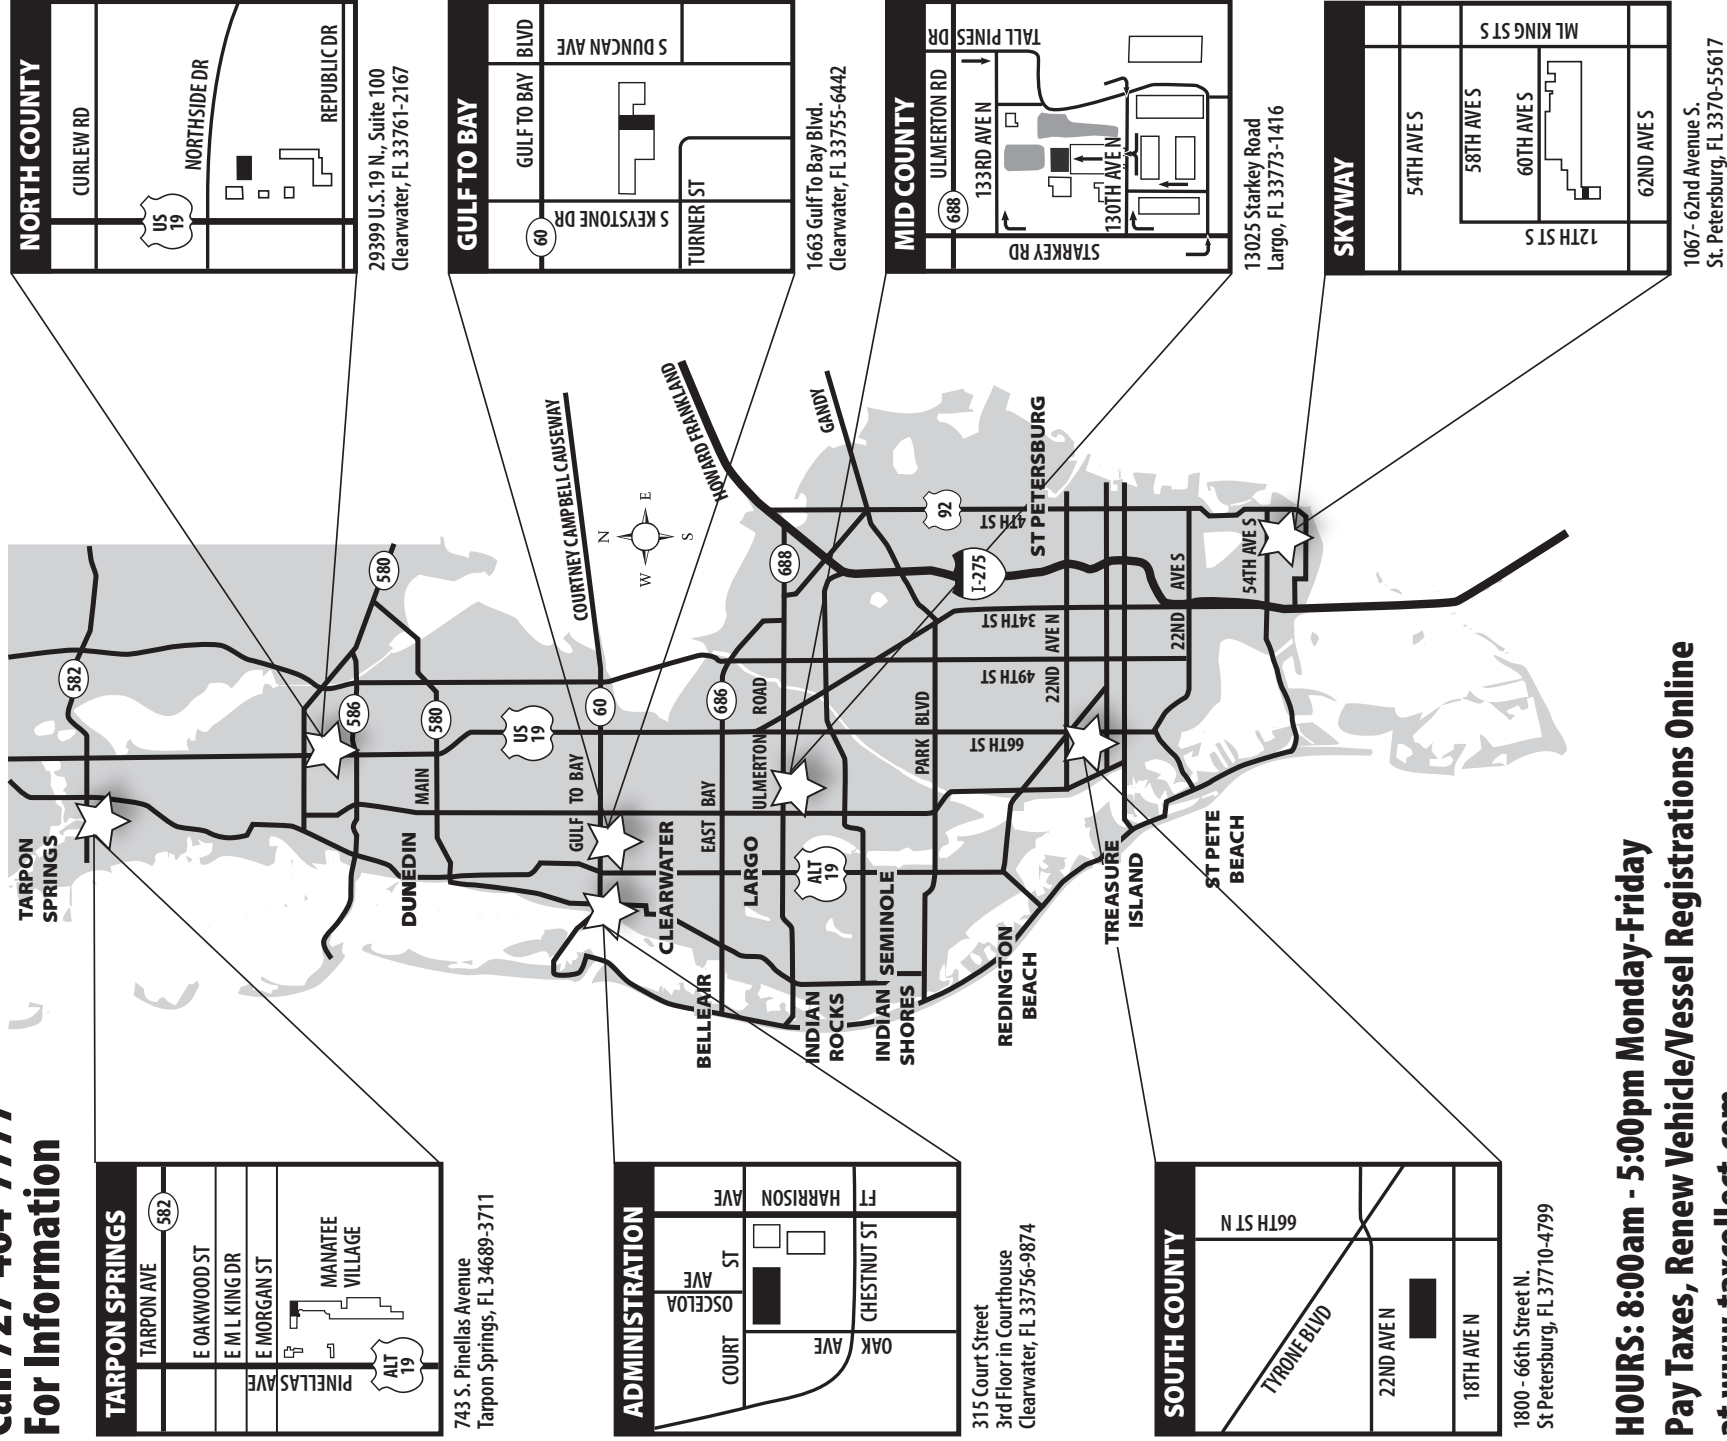 For Information
TARPON SPRINGS
TARPON AVE
582
E OAKWOOD ST
E M L KING DR
E MORGAN ST
MANATEE
VILLAGE
PINELLAS AVE
ALT
19
743 S. Pinellas Avenue
Tarpon Springs, FL 34689-3711
ADMINISTRATION
COURT ST
OSCELOA AVE
FT HARRISON AVE
CHESTNUT ST
OAK AVE
315 Court Street
3rd Floor in Courthouse
Clearwater, FL 33756-9874
SOUTH COUNTY
66TH ST N
TYRONE BLVD
22ND AVE N
18TH AVE N
1800 - 66th Street N.
St Petersburg, FL 37710-4799
NORTH COUNTY
CURLEW RD
US
19
NORTHSIDE DR
REPUBLIC DR
29399 U.S.19 N., Suite 100
Clearwater, FL 33761-2167
GULF TO BAY
GULF TO BAY BLVD
60
S KEYSTONE DR
S DUNCAN AVE
TURNER ST
1663 Gulf To Bay Blvd.
Clearwater, FL 33755-6442
MID COUNTY
ULMERTON RD
688
TALL PINES DR
133RD AVE N
130TH AVE N
STARKEY RD
13025 Starkey Road
Largo, FL 33773-1416
SKYWAY
54TH AVE S
58TH AVE S
60TH AVE S
62ND AVE S
ML KING ST S
12TH ST S
1067- 62nd Avenue S.
St. Petersburg, FL 3370-55617
TARPON
SPRINGS
582
580
586
580
MAIN
DUNEDIN
US
19
COURTNEY CAMPBELL CAUSEWAY
N
W
E
S
HOWARD FRANKLAND
GANDY
60
GULF TO BAY
CLEARWATER
686
EAST BAY
BELLEAIR
LARGO
688
ULMERTON ROAD
ALT
19
INDIAN
ROCKS
SEMINOLE
INDIAN
SHORES
PARK BLVD
92
4TH ST
I-275
34TH ST
49TH ST
66TH ST
ST PETERSBURG
22ND AVE N
REDINGTON
BEACH
TREASURE
ISLAND
22ND AVE S
54TH AVE S
ST PETE
BEACH
HOURS: 8:00am - 5:00pm Monday-Friday
Pay Taxes, Renew Vehicle/Vessel Registrations Online